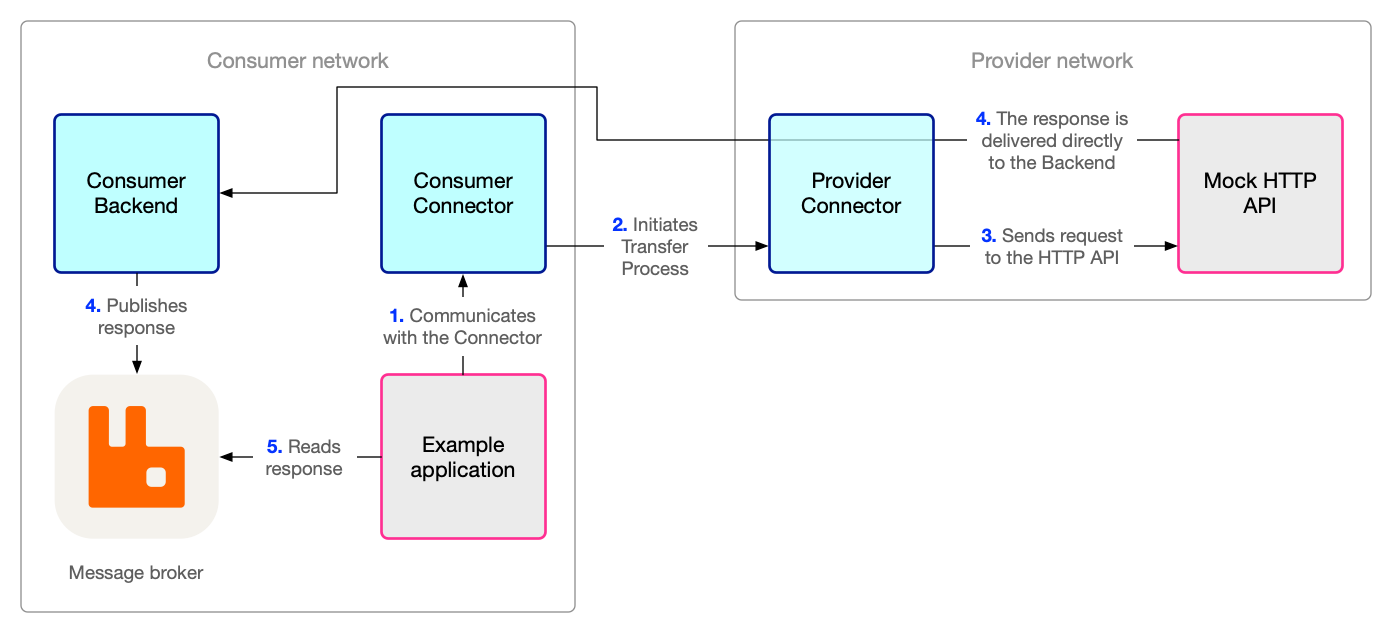 Consumer network
Provider network
Consumer
Backend
Consumer
Connector
Provider
Connector
4. The response is
delivered directly
to the Backend
Mock HTTP
API
2. Initiates
Transfer
Process
3. Sends request
to the HTTP API
4. Publishes
response
1. Communicates
with the Connector
5. Reads
response
Example
application
Message broker